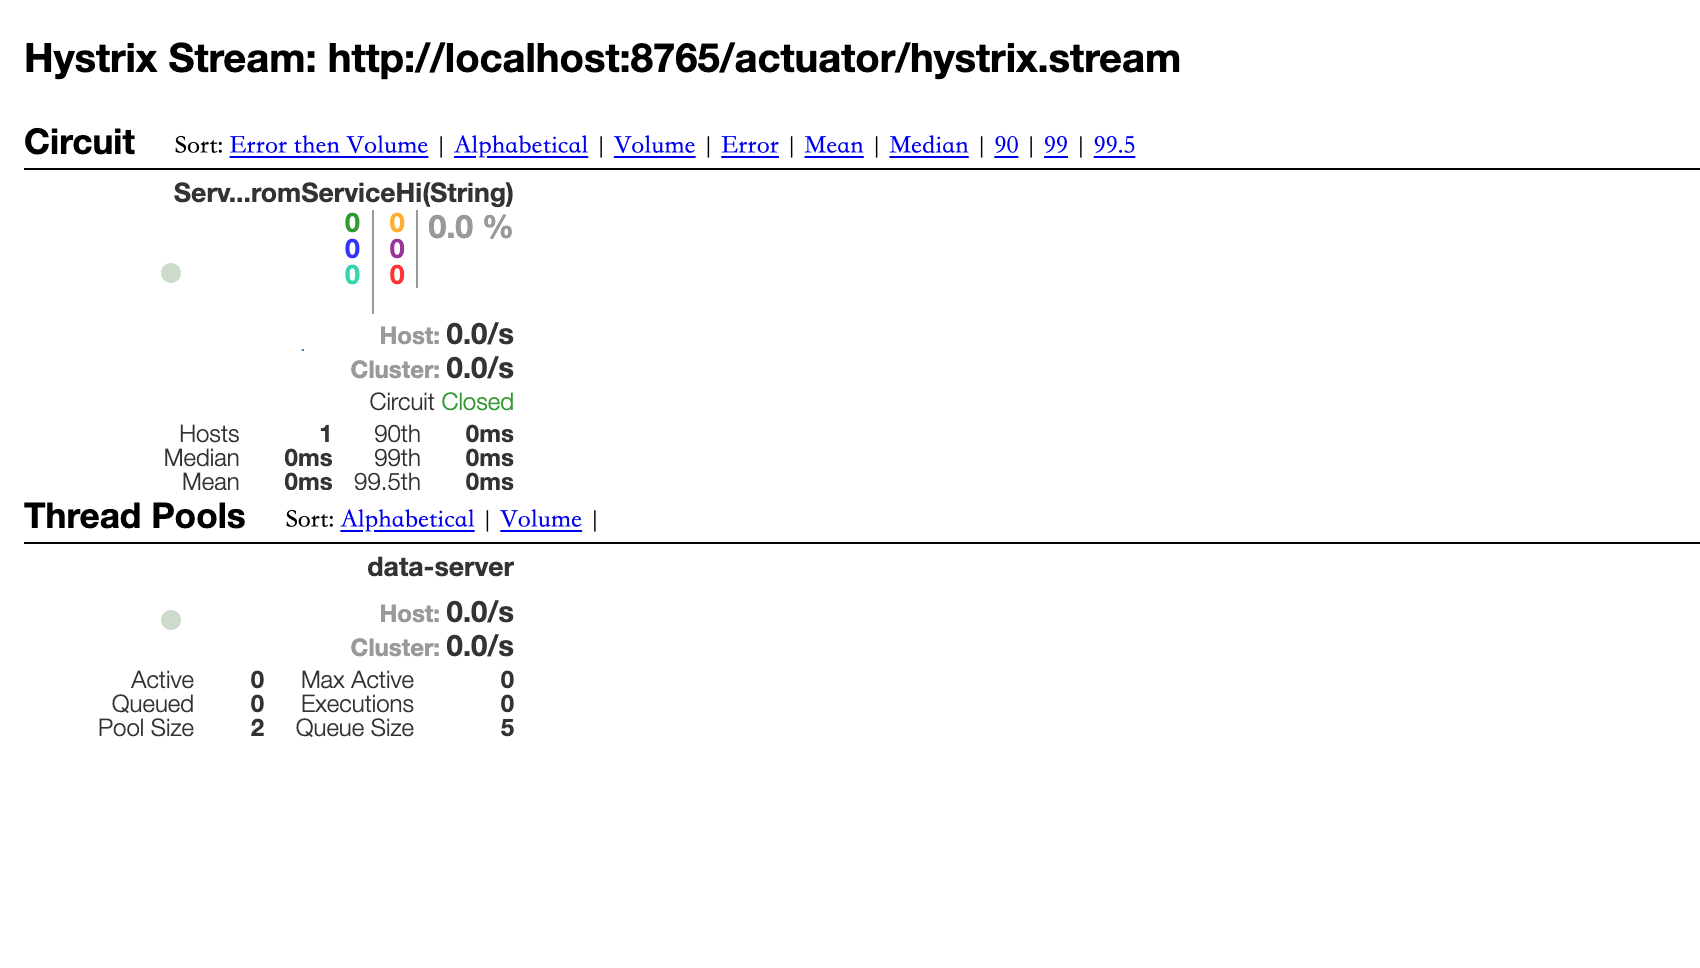 Hystrix Stream: http://localhost:8765/actuator/hystrix.stream
Circuit Sort: Error then Volume | Alphabetical | Volume | Error | Mean | Median | 90 | 99 | 99.5
Serv...romServiceHi(String)
0 0 0.0 %
0 0
0 0
Host: 0.0/s
Cluster: 0.0/s
Circuit Closed
Hosts 1 90th 0ms
Median 0ms 99th 0ms
Mean 0ms 99.5th 0ms
Thread Pools Sort: Alphabetical | Volume |
data-server
Host: 0.0/s
Cluster: 0.0/s
Active 0 Max Active 0
Queued 0 Executions 0
Pool Size 2 Queue Size 5